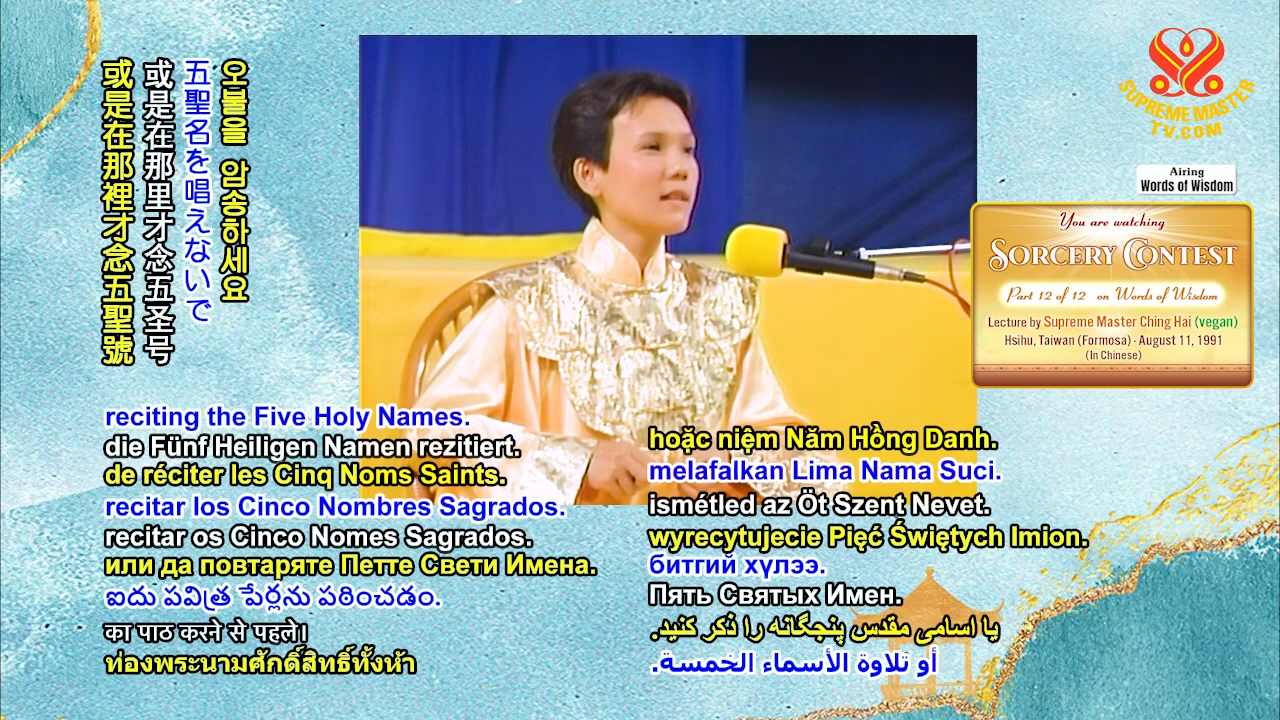 오불을 암송하세요
五聖名を唱えないで
或是在那里才念五圣号
或是在那裡才念五聖號
SUPREME MASTER
TV.COM
Airing
Words of Wisdom
You are watching
SORCERY CONTEST
Part 12 of 12 on Words of Wisdom
Lecture by Supreme Master Ching Hai (vegan)
Hsihu, Taiwan (Formosa) - August 11, 1991
(In Chinese)
reciting the Five Holy Names.
die Fünf Heiligen Namen rezitiert.
de réciter les Cinq Noms Saints.
recitar los Cinco Nombres Sagrados.
recitar os Cinco Nomes Sagrados.
или да повтаряте Петте Свети Имена.
ఐదు పవిత్ర పేర్లను పఠించడం.
का पाठ करने से पहले।
ท่องพระนามศักดิ์สิทธิ์ทั้งห้า
hoặc niệm Năm Hồng Danh.
melafalkan Lima Nama Suci.
ismétled az Öt Szent Nevet.
wyrecytujecie Pięć Świętych Imion.
битгий хүлээ.
Пять Святых Имен.
یا اسامی مقدس پنجگانه را ذکر کنید.
أو تلاوة الأسماء الخمسة.